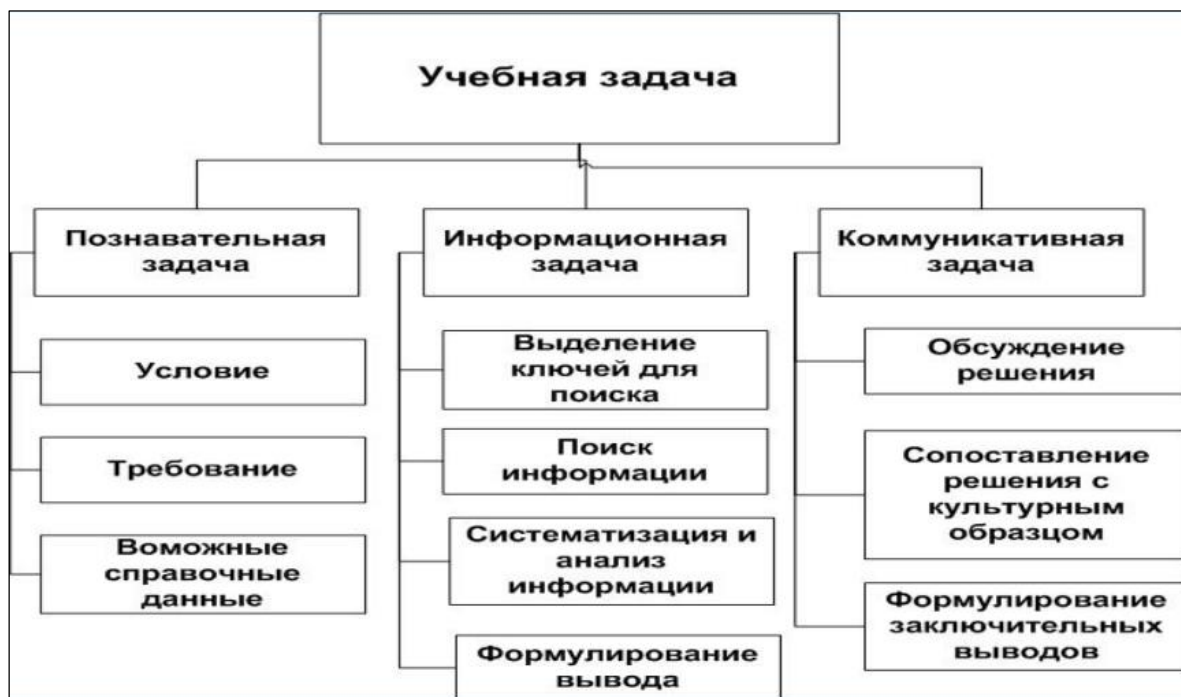 Учебная задача
Познавательная
задача
Условие
Требование
Воможные
справочные
данные
Информационная
задача
Выделение
ключей для
поиска
Поиск
информации
Систематизация и
анализ
информации
Формулирование
вывода
Коммуникативная
задача
Обсуждение
решения
Сопоставление
решения с
культурным
образцом
Формулирование
заключительных
выводов